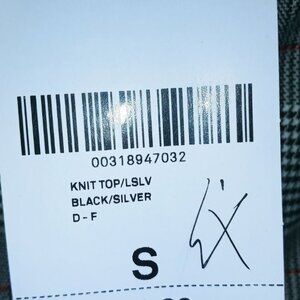 00318947032
KNIT TOP/LSLV
BLACK/SILVER
D - F
S